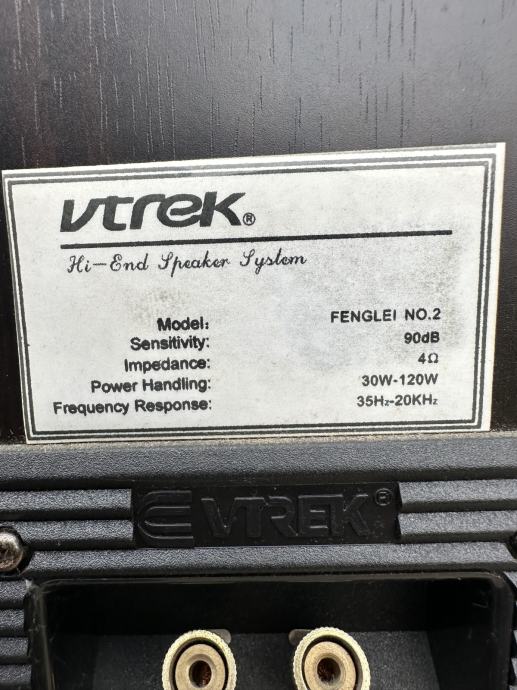 Vtrek®
Hi-End Speaker System
Model: FENGLEI NO.2
Sensitivity: 90dB
Impedance: 4Ω
Power Handling: 30W-120W
Frequency Response: 35Hz-20KHz
VTREK®